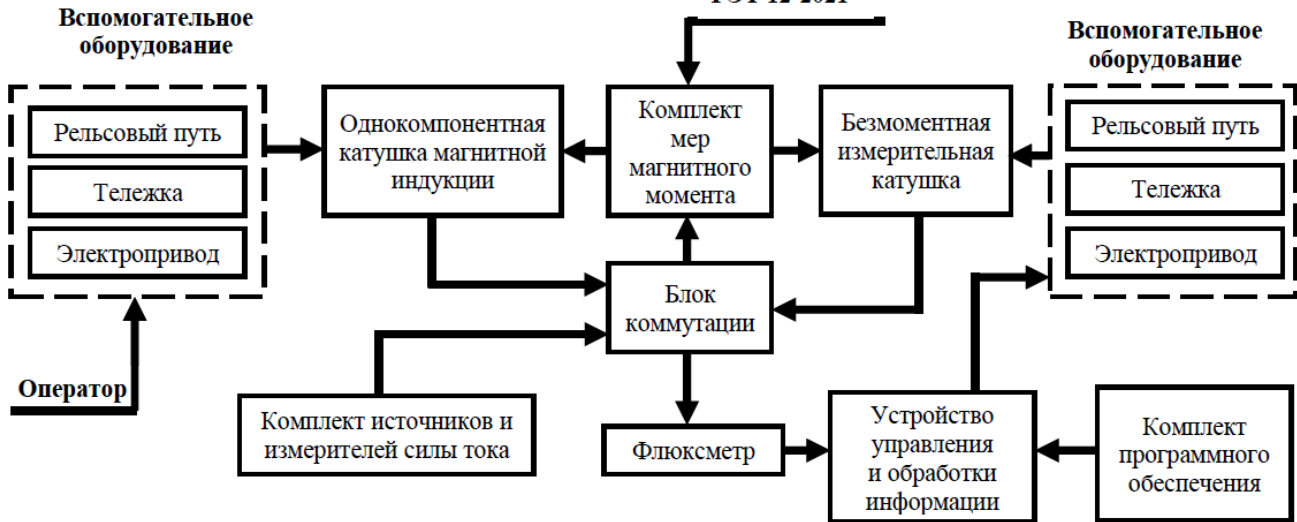 Вспомогательное
оборудование
Рельсовый путь
Тележка
Электропривод
Оператор
Однокомпонентная
катушка магнитной
индукции
Комплект
мер
магнитного
момента
Безмоментная
измерительная
катушка
Вспомогательное
оборудование
Рельсовый путь
Тележка
Электропривод
Блок
коммутации
Комплект источников и
измерителей силы тока
Флюксметр
Устройство
управления
и обработки
информации
Комплект
программного
обеспечения